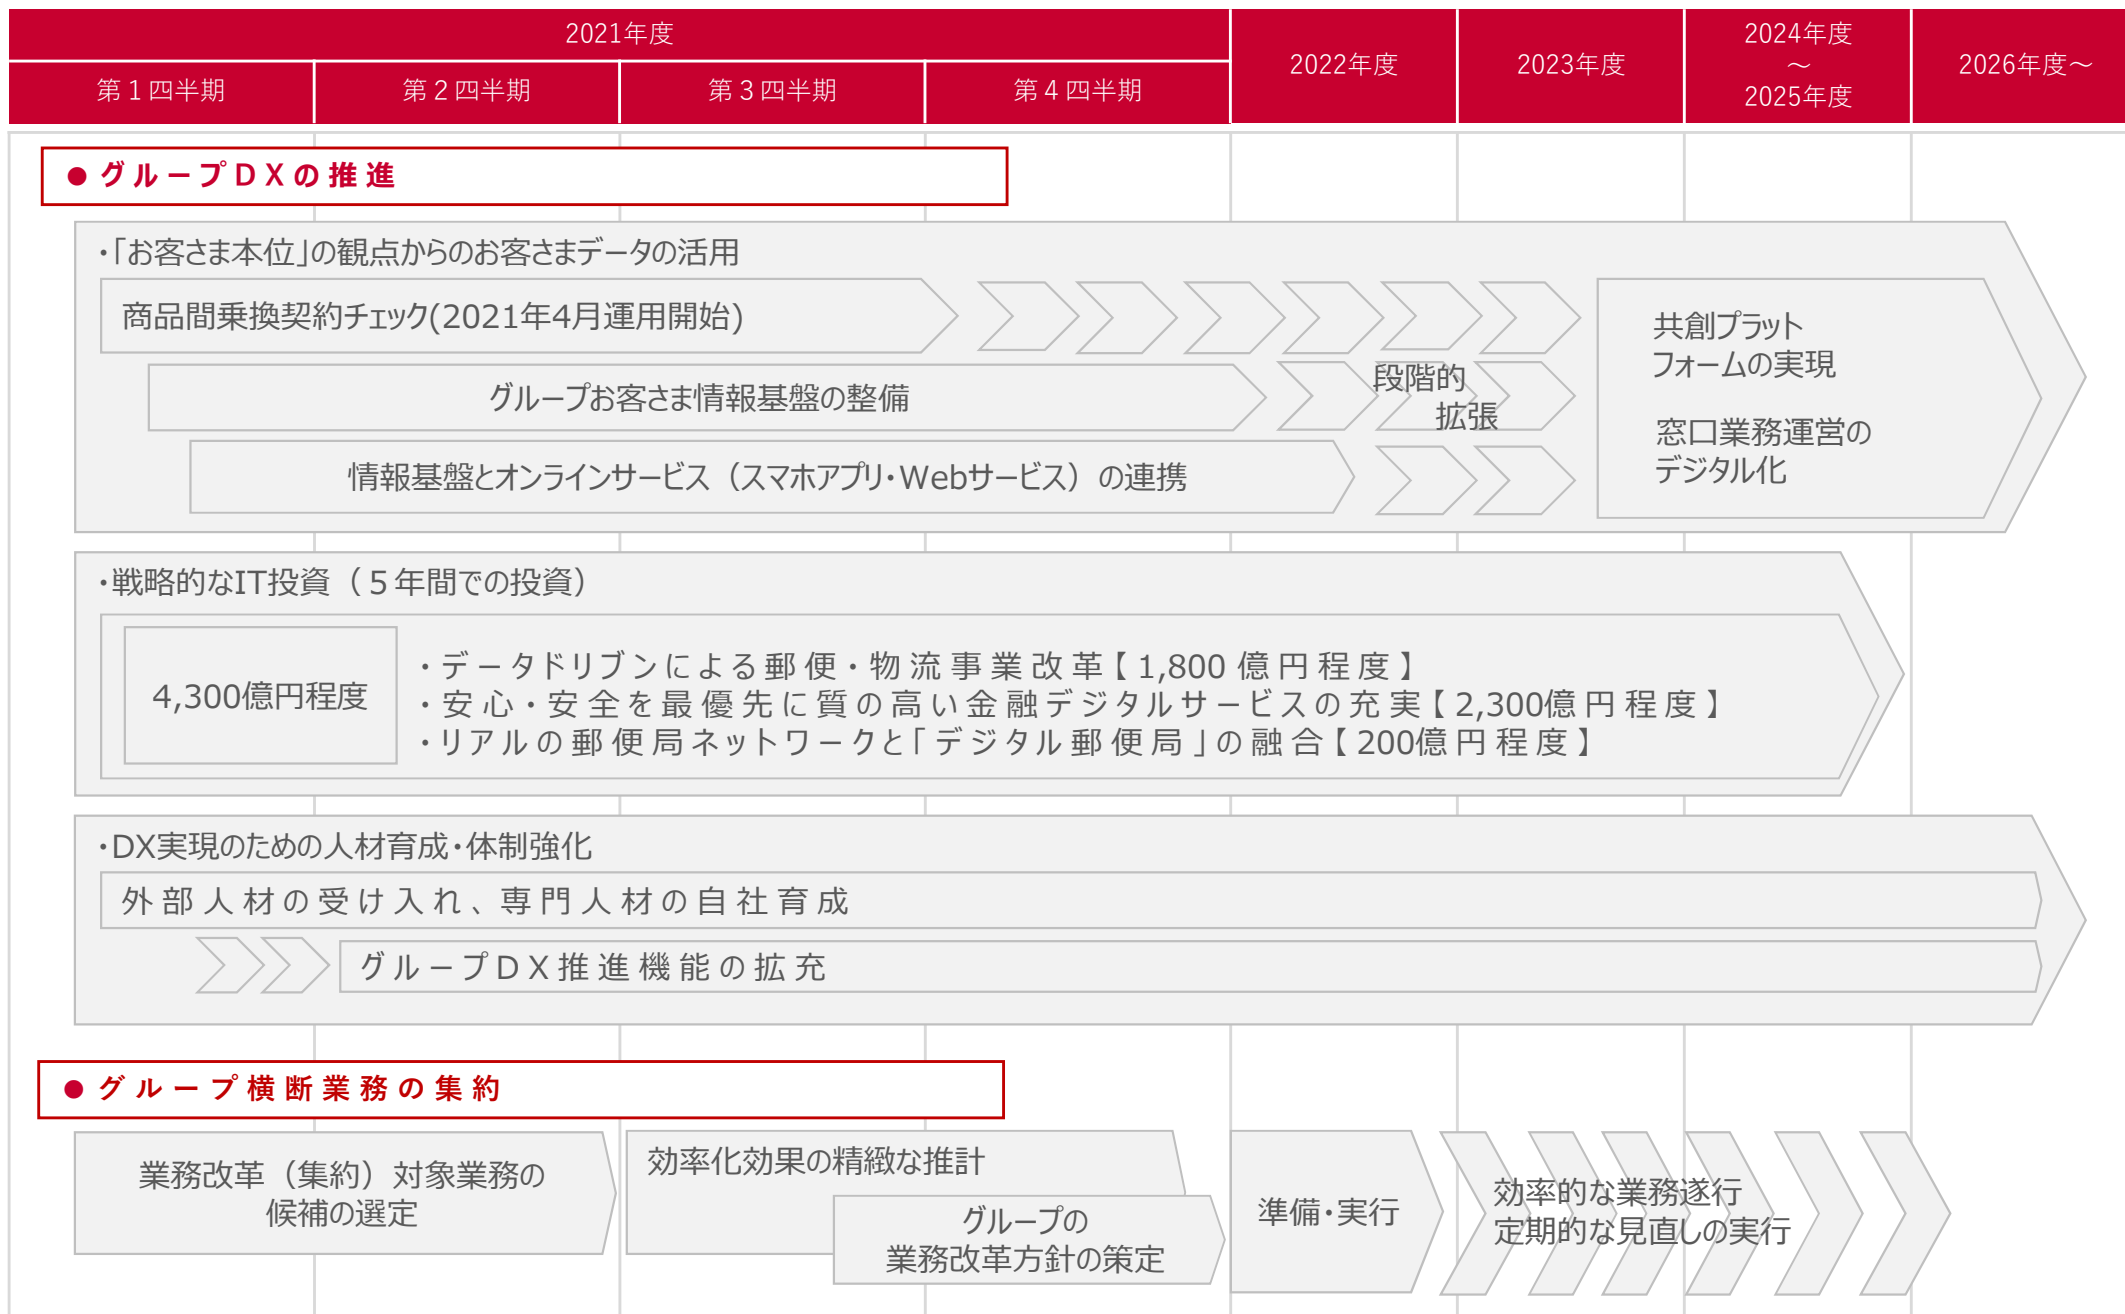 2021年度
第１四半期
第２四半期
第３四半期
第４四半期
2022年度
2023年度
2024年度
～
2025年度
2026年度～
●グループＤＸの推進
・「お客さま本位」の観点からのお客さまデータの活用
商品間乗換契約チェック(2021年4月運用開始)
グループお客さま情報基盤の整備
段階的
拡張
情報基盤とオンラインサービス（スマホアプリ・Webサービス）の連携
共創プラット
フォームの実現
窓口業務運営の
デジタル化
・戦略的なIT投資（５年間での投資）
4,300億円程度
・データドリブンによる郵便・物流事業改革【1,800億円程度】
・安心・安全を最優先に質の高い金融デジタルサービスの充実【2,300億円程度】
・リアルの郵便局ネットワークと「デジタル郵便局」の融合【200億円程度】
・DX実現のための人材育成・体制強化
外部人材の受け入れ、専門人材の自社育成
グループＤＸ推進機能の拡充
●グループ横断業務の集約
業務改革（集約）対象業務の
候補の選定
効率化効果の精緻な推計
グループの
業務改革方針の策定
準備・実行
効率的な業務遂行
定期的な見直しの実行